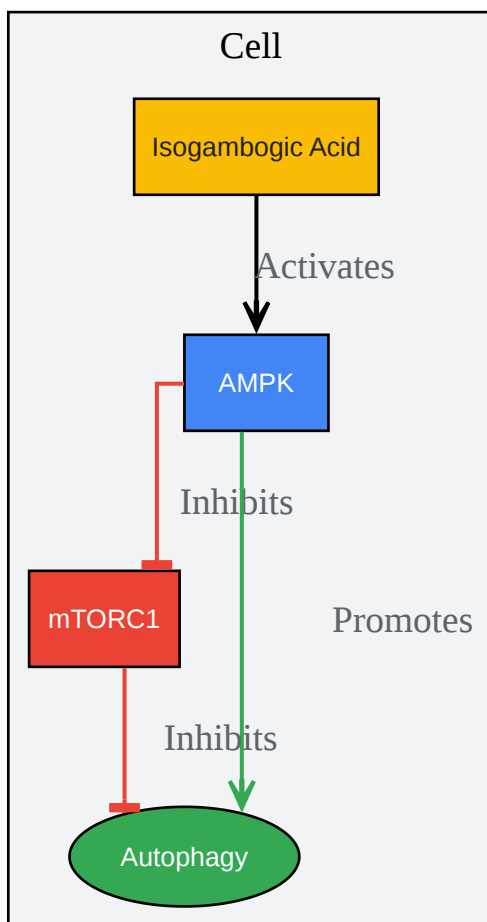 Cell
Isogambogic Acid
Activates
AMPK
Inhibits
mTORC1
Promotes
Inhibits
Autophagy